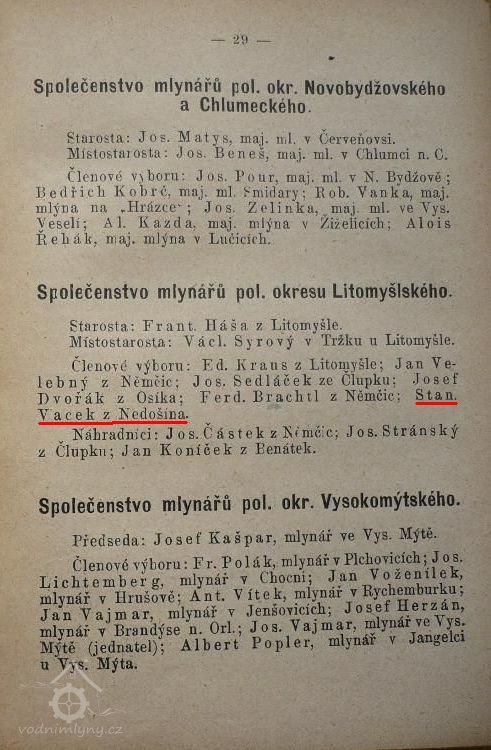 — 29 —
Společenstvo mlynářů pol. okr. Novobydžovského
a Chlumeckého.
Starosta: Jos. Matys, maj. ml. v Červeňovsi.
Místostarosta: Jos. Beneš, maj. ml. v Chlumci n. C.
Členové výboru: Jos. Pour, maj. ml. v N. Bydžově;
Bedřich Kobrč, maj. ml. Smidary; Rob. Vanka, maj.
mlýna na „Hrázce“; Jos. Zelinka, maj. ml. ve Vys.
Veselí; Al. Kazda, maj. mlýna v Žiželicích; Alois
Řehák, maj. mlýna v Lučicích.
Společenstvo mlynářů pol. okresu Litomyšlského.
Starosta: Frant. Háša z Litomyšle.
Místostarosta: Václ. Syrový v Tržku u Litomyšle.
Členové výboru: Ed. Kraus z Litomyšle; Jan Ve-
lebný z Němčic; Jos. Sedláček ze Člupku; Josef
Dvořák z Osíka; Ferd. Brachtl z Němčic; Stan.
Vacek z Nedošína.
Náhradníci: Jos. Částek z Němčic; Jos. Stránský
z Člupku; Jan Koníček z Benátek.
Společenstvo mlynářů pol. okr. Vysokomýtského.
Předseda: Josef Kašpar, mlynář ve Vys. Mýtě.
Členové výboru: Fr. Polák, mlynář v Plchovicích; Jos.
Lichtemberg, mlynář v Chocni; Jan Voženílek,
mlynář v Hrušové; Ant. Vítek, mlynář v Rychemburku;
Jan Vajmar, mlynář v Jenšovicích; Josef Herzán,
mlynář v Brandýse n. Orl.; Jos. Vajmar, mlynář ve Vys.
Mýtě (jednatel); Albert Popler, mlynář v Jangelci
u Vys. Mýta.
vodnimlyny.cz